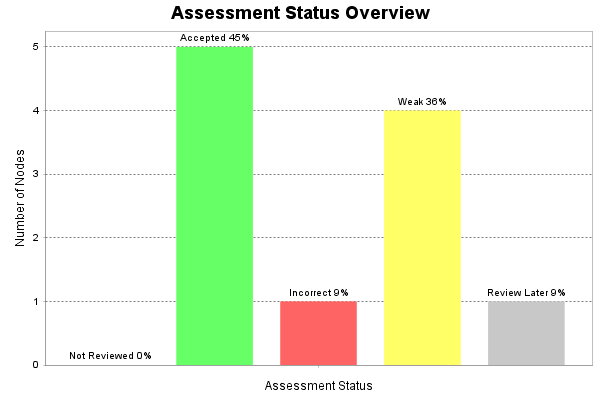 Assessment Status Overview
Number of Nodes
5
4
3
2
1
0
Accepted 45%
Weak 36%
Incorrect 9%
Review Later 9%
Not Reviewed 0%
Assessment Status